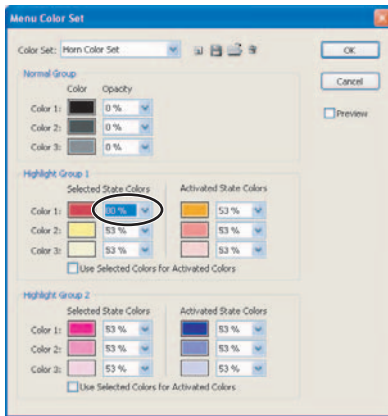 Menu Color Set
Color Set: Horn Color Set
OK
Normal Group
Cancel
Color Opacity
Preview
Color 1: 0 %
Color 2: 0 %
Color 3: 0 %
Highlight Group 1
Selected State Colors Activated State Colors
Color 1: 00 % 53 %
Color 2: 53 % 53 %
Color 3: 53 % 53 %
Use Selected Colors for Activated Colors
Highlight Group 2
Selected State Colors Activated State Colors
Color 1: 53 % 53 %
Color 2: 53 % 53 %
Color 3: 53 % 53 %
Use Selected Colors for Activated Colors